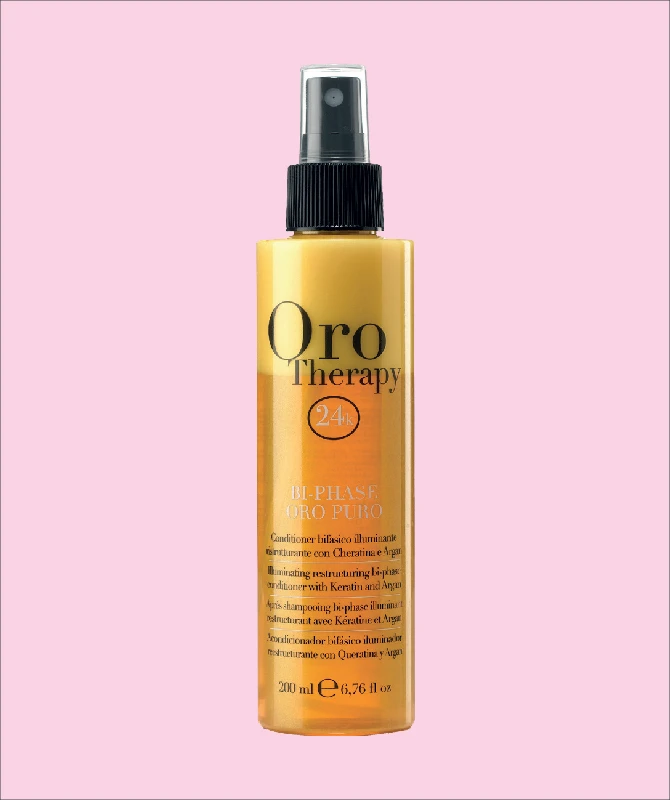 Oro
Therapy
24k
BI-PHASE
ORO PURO
Conditioner bifasico illuminante
ristrutturante con Cheratina e Argan
Illuminating restructuring bi-phase
conditioner with Keratin and Argan
Après shampooing bi-phase illuminant
restructurant avec Kératine et Argan
Acondicionador bifásico iluminador
reestructurante con Queratina y Argan
200 ml ℮ 6,76 fl oz